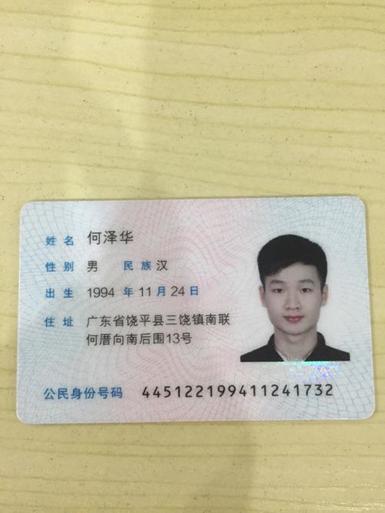 姓名 何泽华
性别 男 民族 汉
出生 1994 年 11 月 24 日
住址 广东省饶平县三饶镇南联
何厝向南后围13号
公民身份号码 445122199411241732